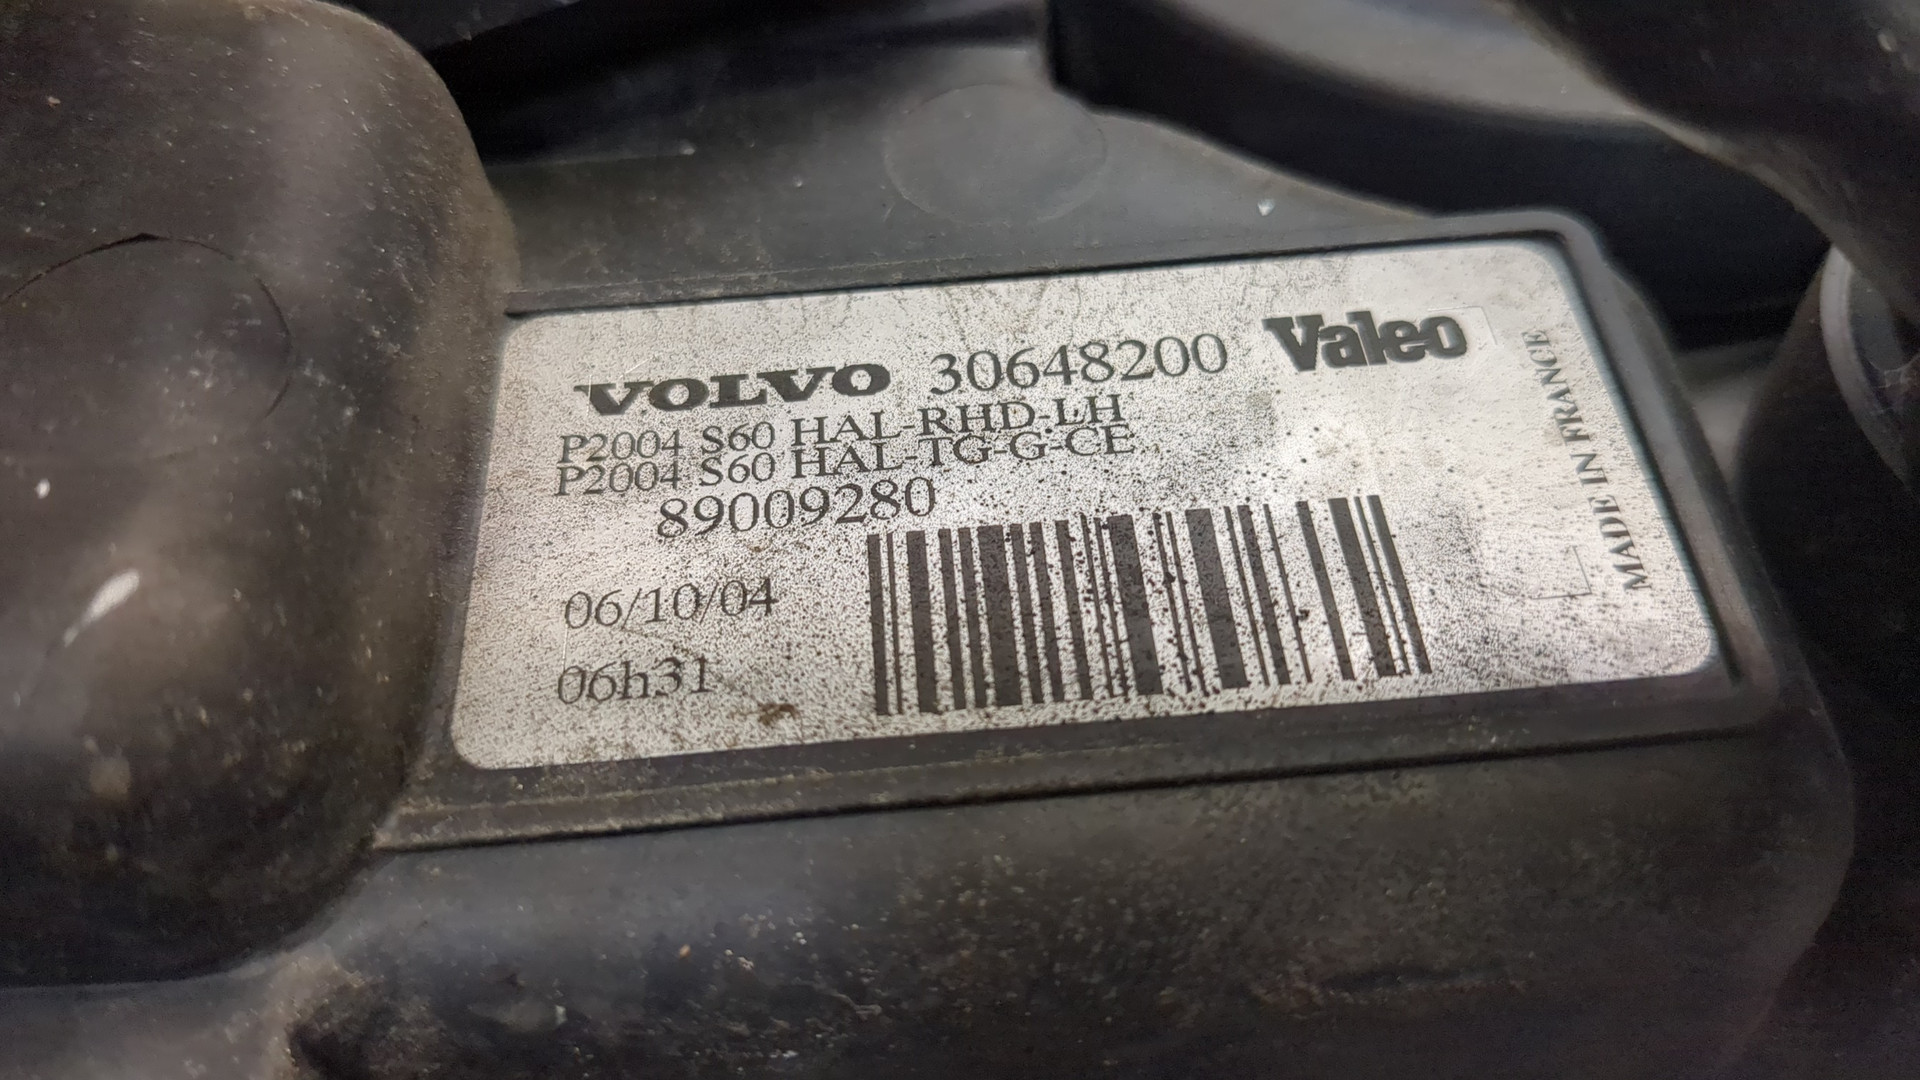 VOLVO 30648200 Valeo
P2004 S60 HAL-RHD-LH
P2004 S60 HAL-TG-G-CE
89009280
06/10/04
06h31
MADE IN FRANCE